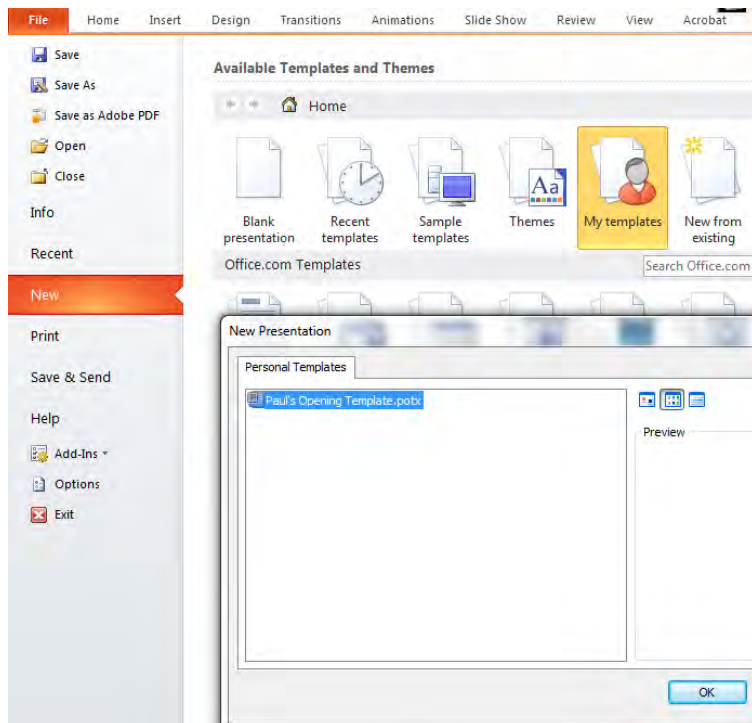 File Home Insert Design Transitions Animations Slide Show Review View Acrobat
Save
Save As
Save as Adobe PDF
Open
Close
Info
Recent
New
Print
Save & Send
Help
Add-Ins
Options
Exit
Available Templates and Themes
Home
Blank presentation
Recent templates
Sample templates
Aa
Themes
My templates
New from existing
Office.com Templates
Search Office.com
New Presentation
Personal Templates
Paul's Opening Template.potx
Preview
OK